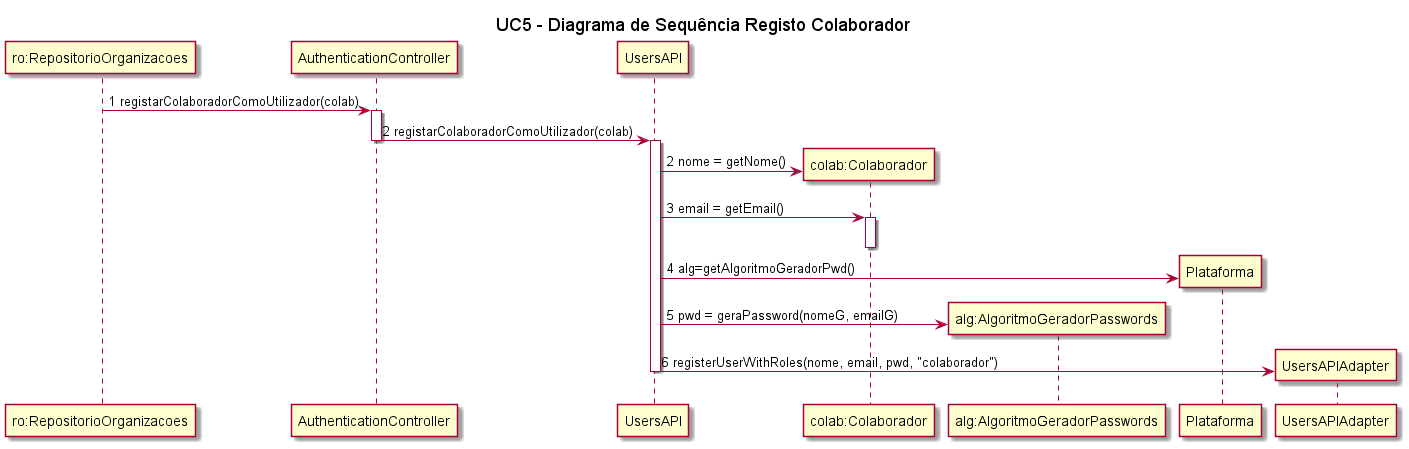 UC5 - Diagrama de Sequência Registo Colaborador
ro:RepositorioOrganizacoes
AuthenticationController
UsersAPI
1 registarColaboradorComoUtilizador(colab)
2 registarColaboradorComoUtilizador(colab)
2 nome = getNome()
colab:Colaborador
3 email = getEmail()
4 alg=getAlgoritmoGeradorPwd()
Plataforma
5 pwd = geraPassword(nomeG, emailG)
alg:AlgoritmoGeradorPasswords
6 registerUserWithRoles(nome, email, pwd, "colaborador")
UsersAPIAdapter
ro:RepositorioOrganizacoes
AuthenticationController
UsersAPI
colab:Colaborador
alg:AlgoritmoGeradorPasswords
Plataforma
UsersAPIAdapter